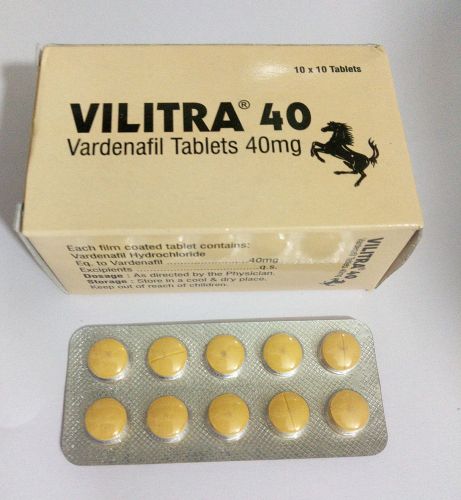 10 x 10 Tablets
VILITRA® 40
Vardenafil Tablets 40mg
Each film coated tablet contains:
Vardenafil Hydrochloride
Eq. to Vardenafil ........................40mg
Excipients ....................................q.s.
Dosage : As directed by the Physician.
Storage : Store in a cool & dry place.
Keep out of reach of children.
VILITRA 40